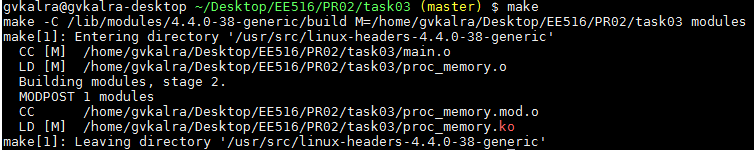 gvkalra@gvkalra-desktop ~/Desktop/EE516/PR02/task03 (master) $ make
make -C /lib/modules/4.4.0-38-generic/build M=/home/gvkalra/Desktop/EE516/PR02/task03 modules
make[1]: Entering directory '/usr/src/linux-headers-4.4.0-38-generic'
  CC [M]  /home/gvkalra/Desktop/EE516/PR02/task03/main.o
  LD [M]  /home/gvkalra/Desktop/EE516/PR02/task03/proc_memory.o
  Building modules, stage 2.
  MODPOST 1 modules
  CC      /home/gvkalra/Desktop/EE516/PR02/task03/proc_memory.mod.o
  LD [M]  /home/gvkalra/Desktop/EE516/PR02/task03/proc_memory.ko
make[1]: Leaving directory '/usr/src/linux-headers-4.4.0-38-generic'